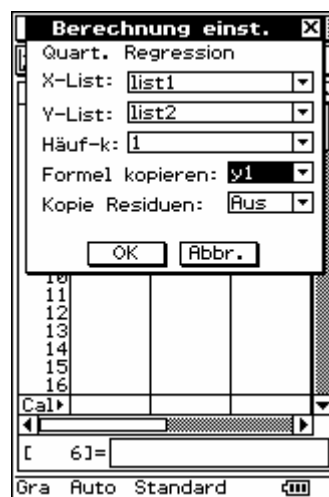 Berechnung einst. X
Quart. Regression
X-List: list1
Y-List: list2
Häuf-k: 1
Formel kopieren: y1
Kopie Residuen: Aus
OK Abbr.
10
11
12
13
14
15
16
Cal
[ 6]=
Gra Auto Standard